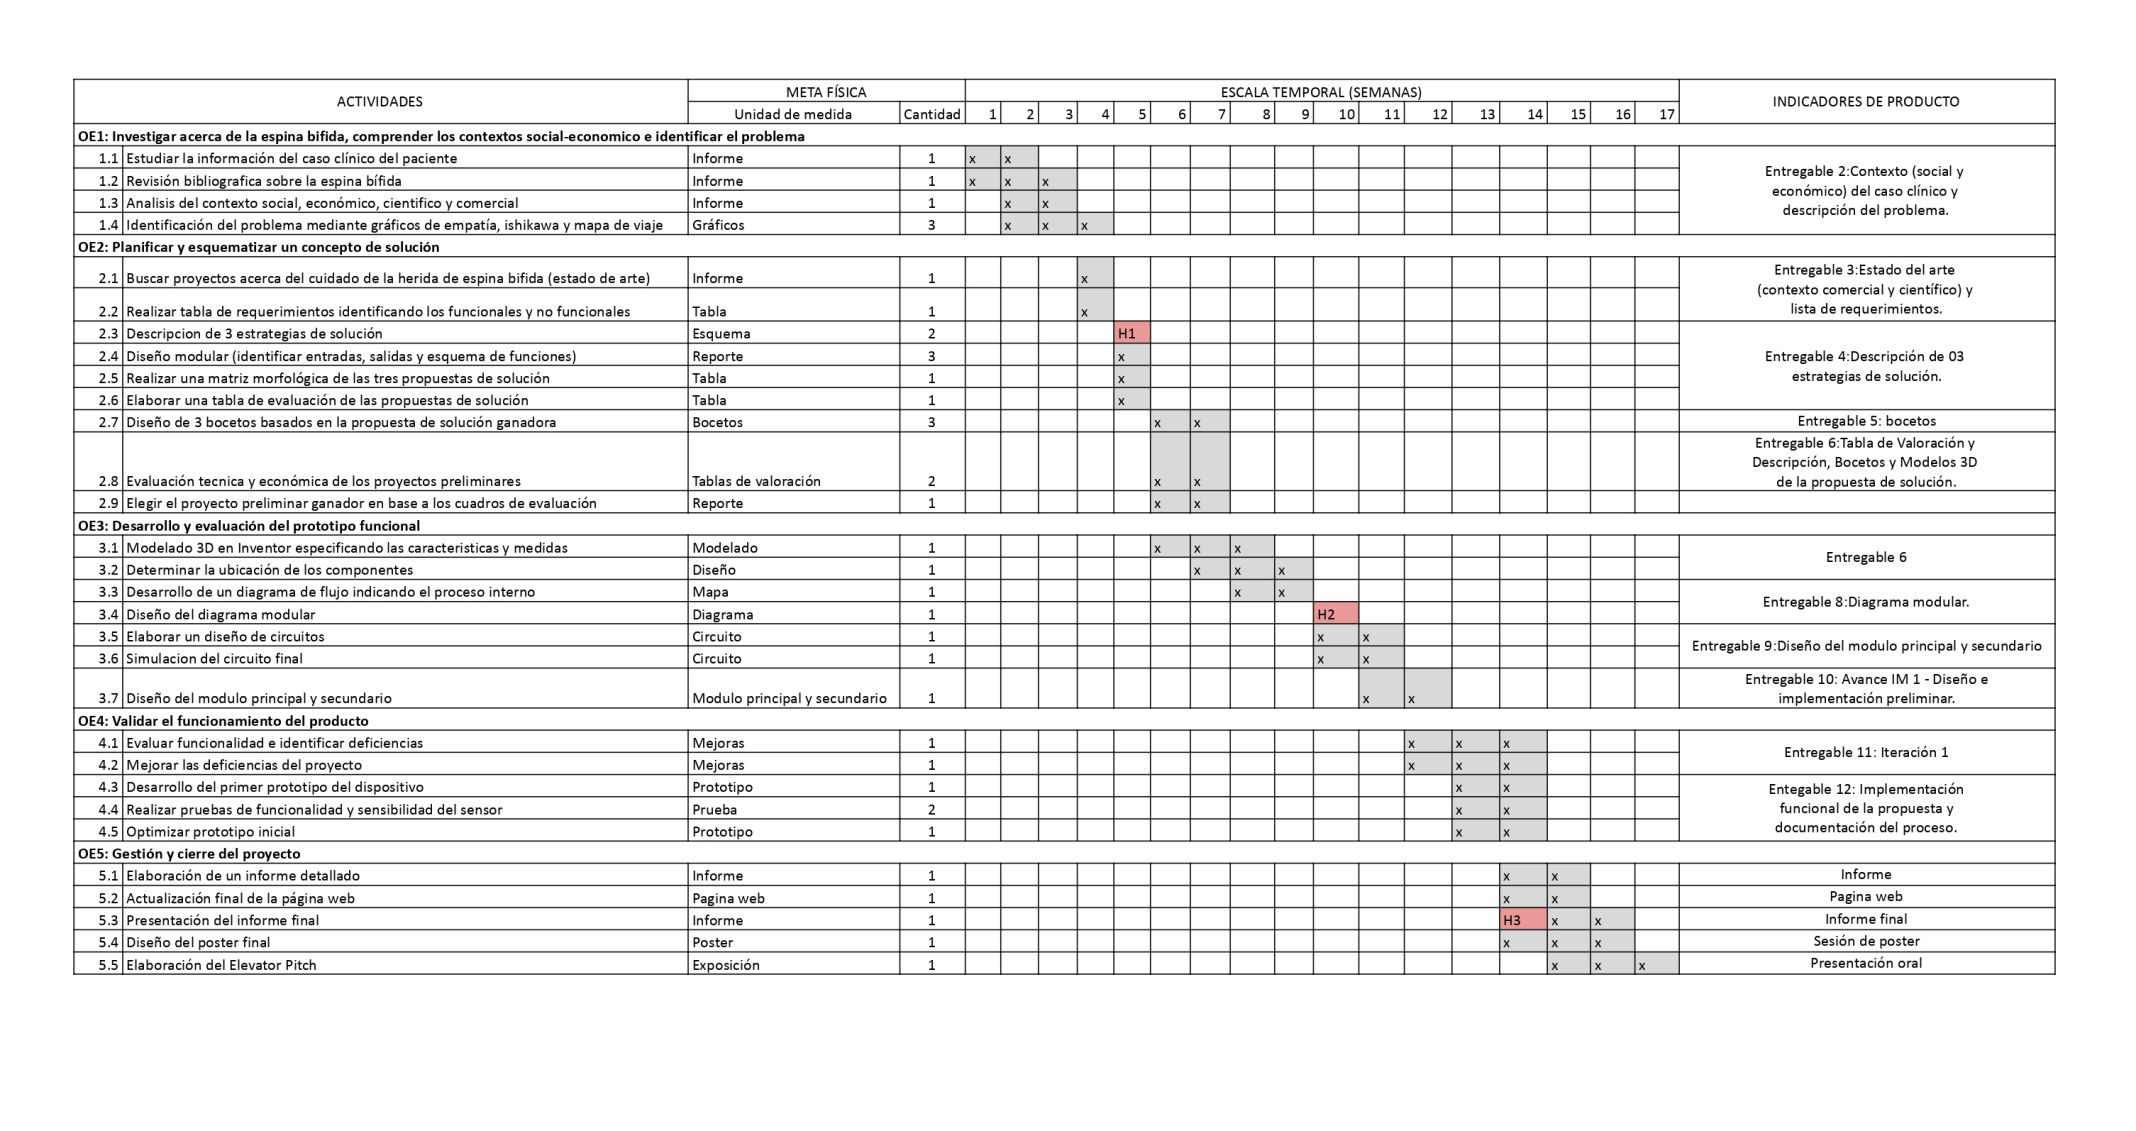 ACTIVIDADES META FÍSICA ESCALA TEMPORAL (SEMANAS) INDICADORES DE PRODUCTO
Unidad de medida Cantidad 1 2 3 4 5 6 7 8 9 10 11 12 13 14 15 16 17
OE1: Investigar acerca de la espina bifida, comprender los contextos social-economico e identificar el problema
1.1 Estudiar la información del caso clínico del paciente Informe 1 x x
1.2 Revisión bibliografica sobre la espina bífida Informe 1 x x x
1.3 Analisis del contexto social, económico, cientifico y comercial Informe 1 x x
1.4 Identificación del problema mediante gráficos de empatía, ishikawa y mapa de viaje Gráficos 3 x x x
Entregable 2:Contexto (social y
económico) del caso clínico y
descripción del problema.
OE2: Planificar y esquematizar un concepto de solución
2.1 Buscar proyectos acerca del cuidado de la herida de espina bifida (estado de arte) Informe 1 x
2.2 Realizar tabla de requerimientos identificando los funcionales y no funcionales Tabla 1 x
Entregable 3:Estado del arte
(contexto comercial y científico) y
lista de requerimientos.
2.3 Descripcion de 3 estrategias de solución Esquema 2 H1
2.4 Diseño modular (identificar entradas, salidas y esquema de funciones) Reporte 3 x
2.5 Realizar una matriz morfológica de las tres propuestas de solución Tabla 1 x
2.6 Elaborar una tabla de evaluación de las propuestas de solución Tabla 1 x
Entregable 4:Descripción de 03
estrategias de solución.
2.7 Diseño de 3 bocetos basados en la propuesta de solución ganadora Bocetos 3 x x Entregable 5: bocetos
2.8 Evaluación tecnica y económica de los proyectos preliminares Tablas de valoración 2 x x
Entregable 6:Tabla de Valoración y
Descripción, Bocetos y Modelos 3D
de la propuesta de solución.
2.9 Elegir el proyecto preliminar ganador en base a los cuadros de evaluación Reporte 1 x x
OE3: Desarrollo y evaluación del prototipo funcional
3.1 Modelado 3D en Inventor especificando las caracteristicas y medidas Modelado 1 x x x
3.2 Determinar la ubicación de los componentes Diseño 1 x x x
Entregable 6
3.3 Desarrollo de un diagrama de flujo indicando el proceso interno Mapa 1 x x
3.4 Diseño del diagrama modular Diagrama 1 H2
Entregable 8:Diagrama modular.
3.5 Elaborar un diseño de circuitos Circuito 1 x x
3.6 Simulacion del circuito final Circuito 1 x x
Entregable 9:Diseño del modulo principal y secundario
3.7 Diseño del modulo principal y secundario Modulo principal y secundario 1 x x
Entregable 10: Avance IM 1 - Diseño e
implementación preliminar.
OE4: Validar el funcionamiento del producto
4.1 Evaluar funcionalidad e identificar deficiencias Mejoras 1 x x x
4.2 Mejorar las deficiencias del proyecto Mejoras 1 x x x
Entregable 11: Iteración 1
4.3 Desarrollo del primer prototipo del dispositivo Prototipo 1 x x
4.4 Realizar pruebas de funcionalidad y sensibilidad del sensor Prueba 2 x x
4.5 Optimizar prototipo inicial Prototipo 1 x x
Entegable 12: Implementación
funcional de la propuesta y
documentación del proceso.
OE5: Gestión y cierre del proyecto
5.1 Elaboración de un informe detallado Informe 1 x x Informe
5.2 Actualización final de la página web Pagina web 1 x x Pagina web
5.3 Presentación del informe final Informe 1 H3 x x Informe final
5.4 Diseño del poster final Poster 1 x x x Sesión de poster
5.5 Elaboración del Elevator Pitch Exposición 1 x x x Presentación oral